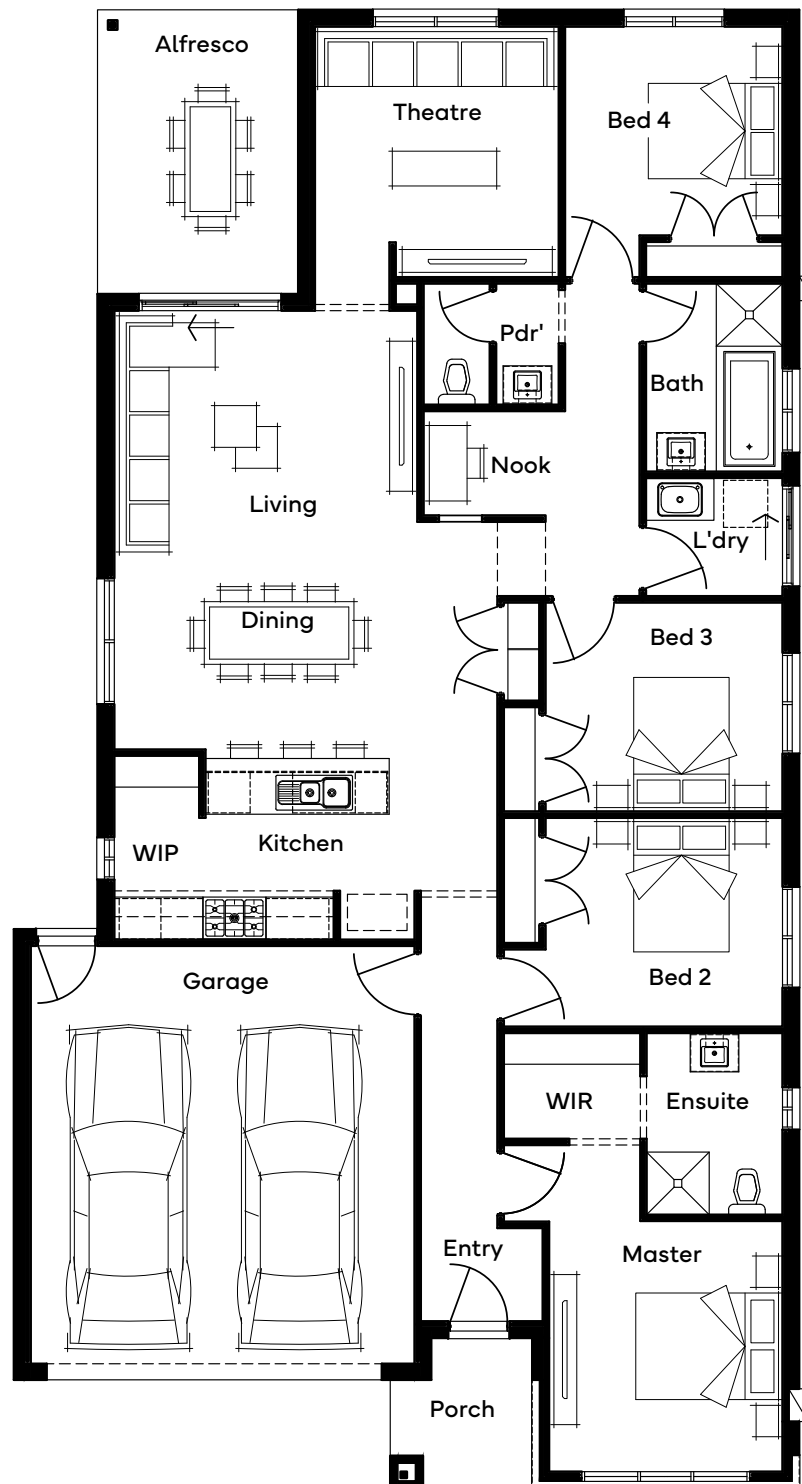 Alfresco
Theatre
Bed 4
Pdr'
Bath
Nook
Living
L'dry
Dining
Bed 3
Kitchen
WIP
Garage
Bed 2
WIR
Ensuite
Entry
Master
Porch